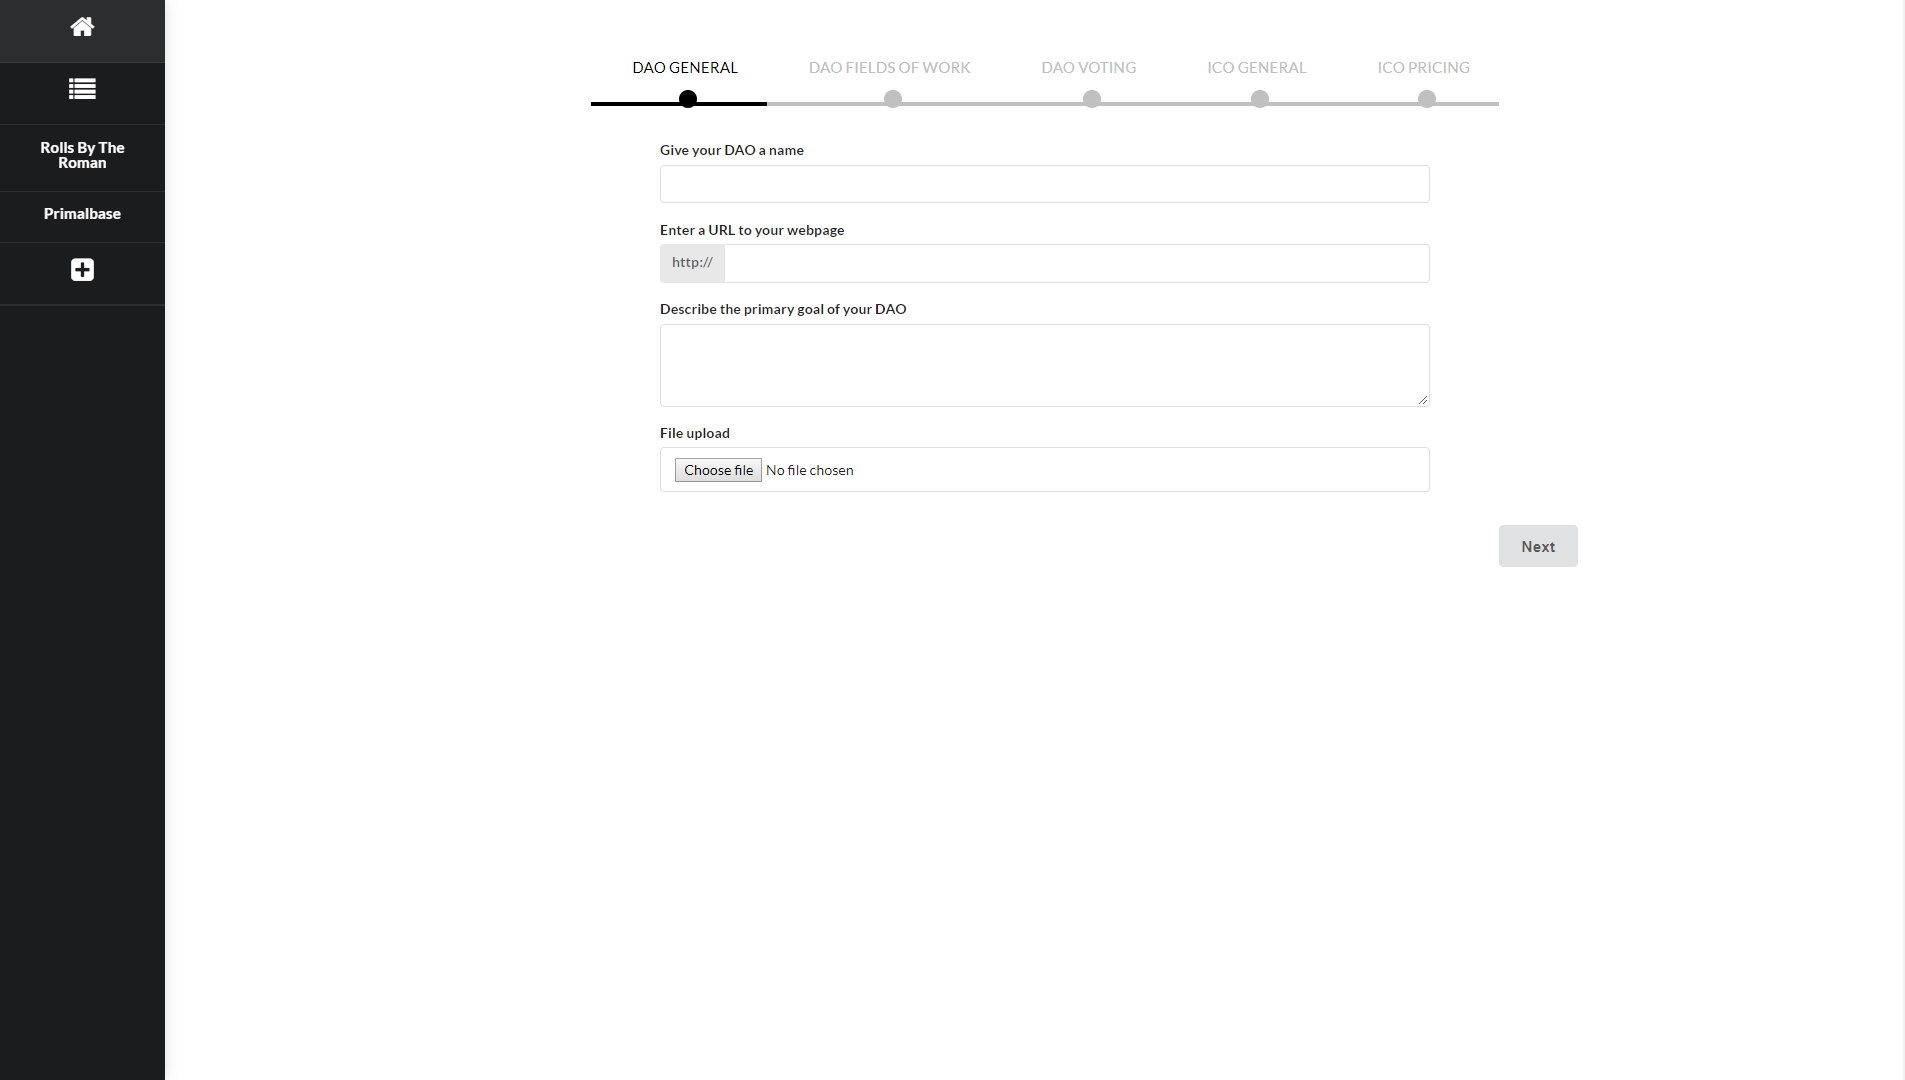 DAO GENERAL
DAO FIELDS OF WORK
DAO VOTING
ICO GENERAL
ICO PRICING
Rolls By The
Roman
Primalbase
Give your DAO a name
Enter a URL to your webpage
http://
Describe the primary goal of your DAO
File upload
Choose file No file chosen
Next